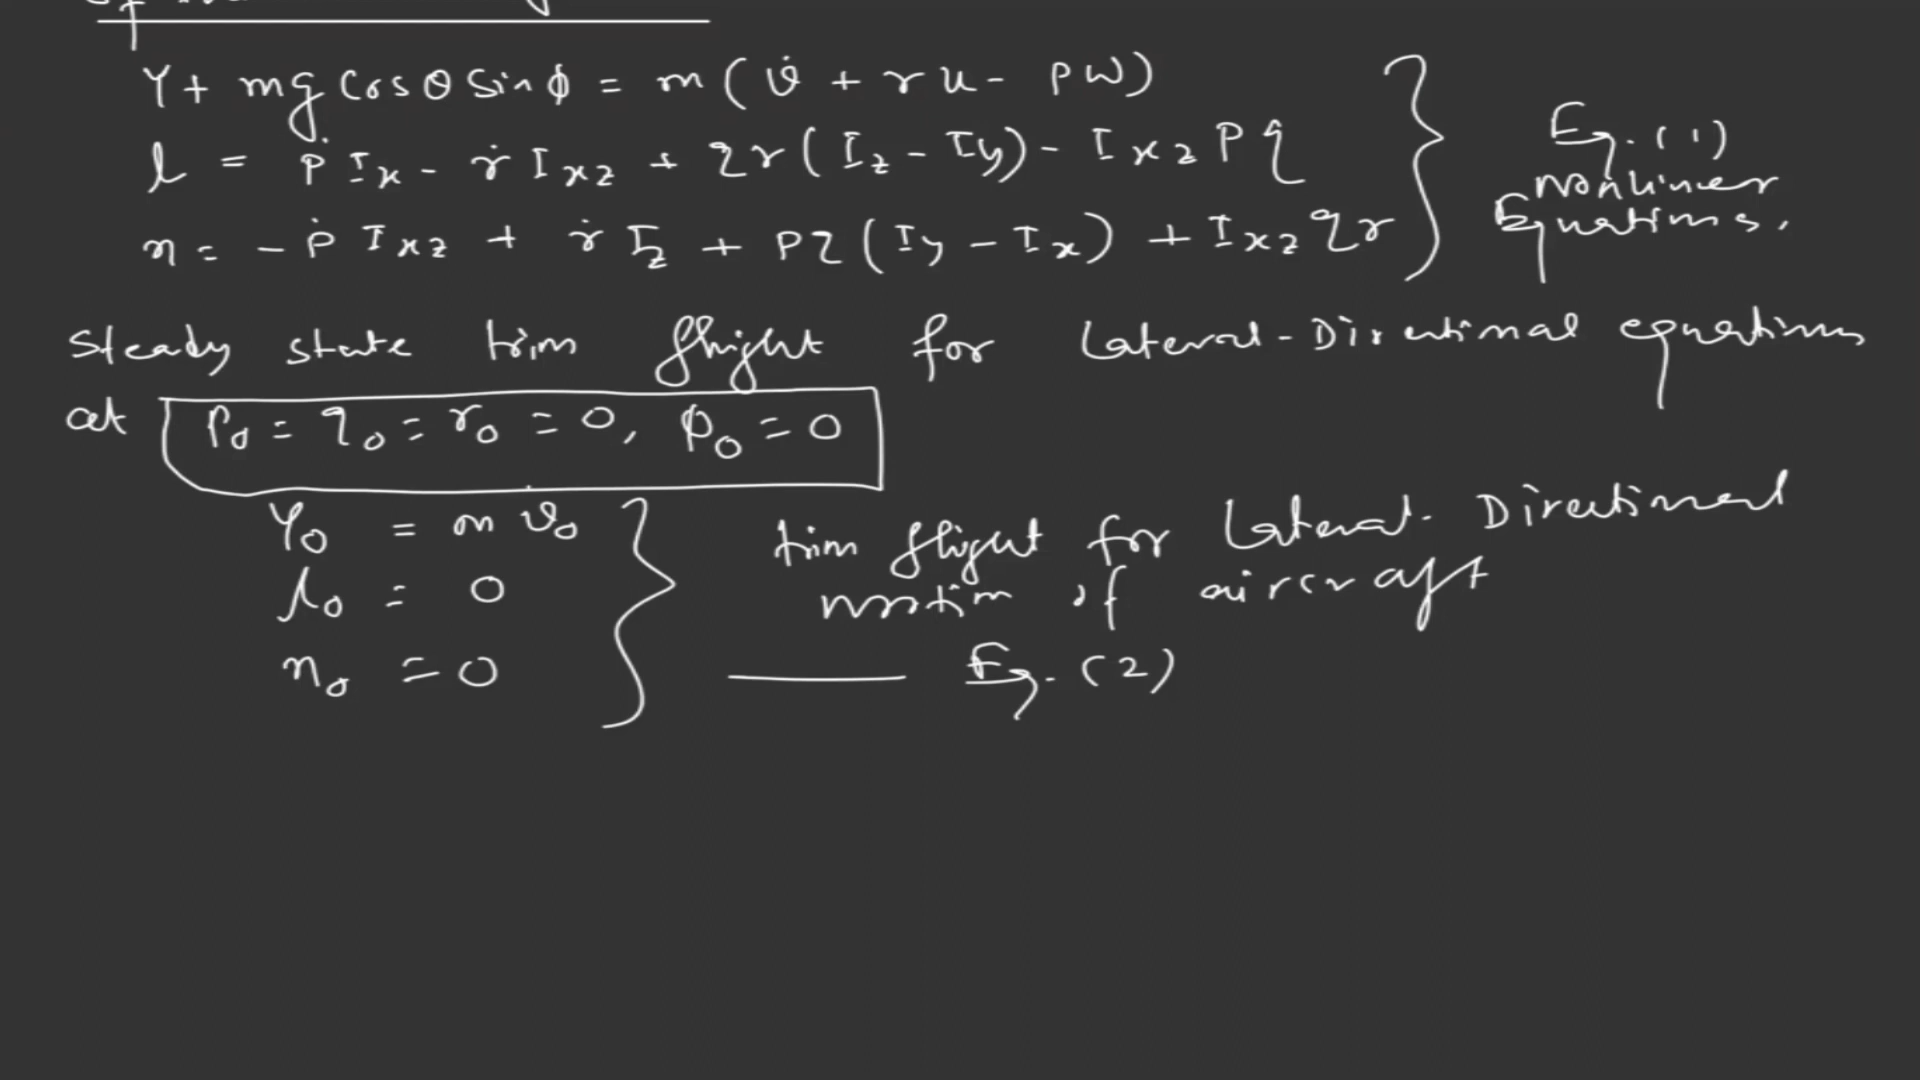 Y + mg Cosθ Sinϕ = m ( v̇ + ru - pw)
l = ṗ Ix - ṙ Ixz + qr ( Iz - Iy) - Ixz pq
n = - ṗ Ixz + ṙ Iz + pq ( Iy - Ix ) + Ixz qr
Eq. (1)
nonlinear
Equations.
Steady state trim flight for Lateral-Directional equations
at p₀ = q₀ = r₀ = 0, ϕ₀ = 0
Y₀ = m v̇₀
l₀ = 0
n₀ = 0
trim flight for Lateral-Directional
motion of aircraft
Eq. (2)